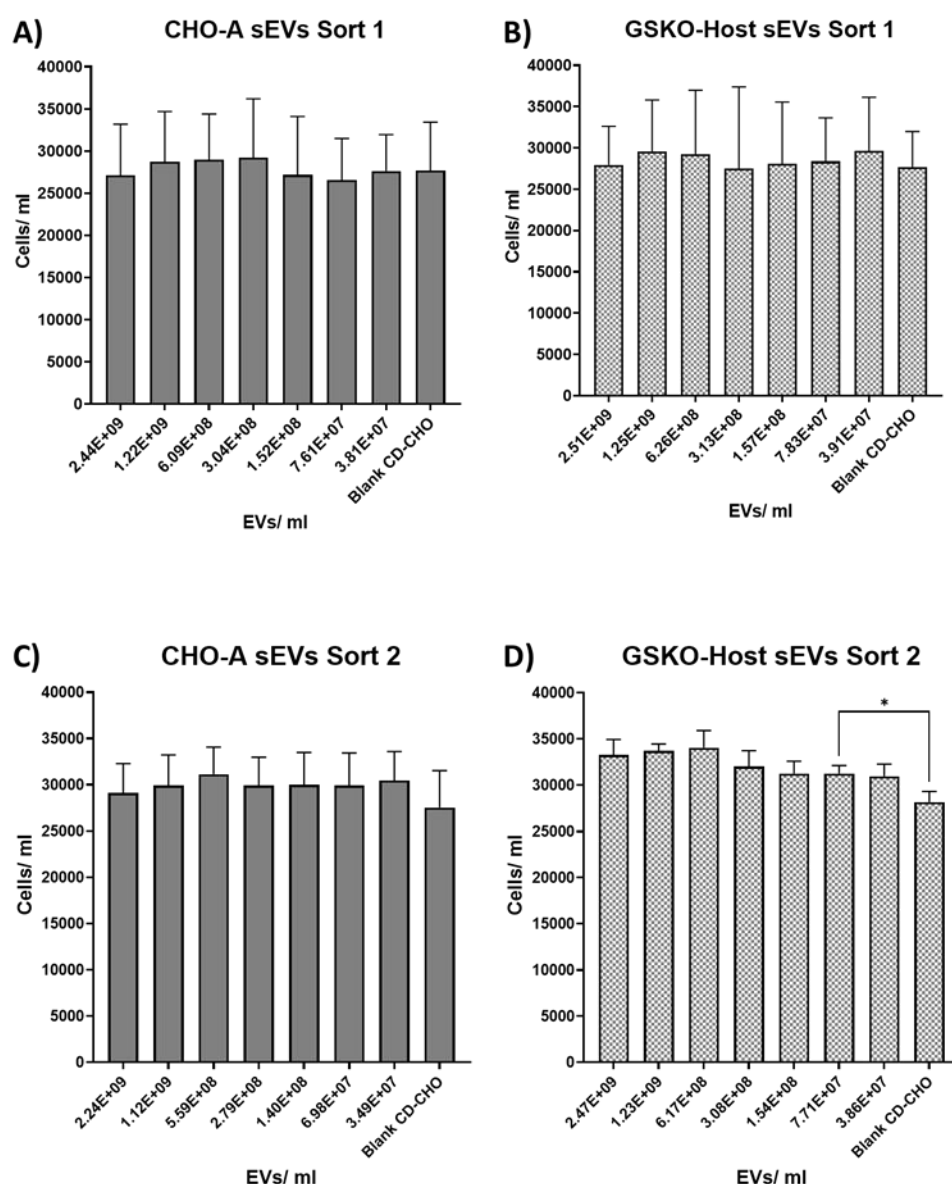 A) CHO-A sEVs Sort 1
40000
35000
30000
25000
20000
15000
10000
5000
0
Cells/ ml
2.44E+09
1.22E+09
6.09E+08
3.04E+08
1.52E+08
7.61E+07
3.81E+07
Blank CD-CHO
EVs/ ml
B) GSKO-Host sEVs Sort 1
40000
35000
30000
25000
20000
15000
10000
5000
0
Cells/ ml
2.51E+09
1.25E+09
6.26E+08
3.13E+08
1.57E+08
7.83E+07
3.91E+07
Blank CD-CHO
EVs/ ml
C) CHO-A sEVs Sort 2
40000
35000
30000
25000
20000
15000
10000
5000
0
Cells/ ml
2.24E+09
1.12E+09
5.59E+08
2.79E+08
1.40E+08
6.98E+07
3.49E+07
Blank CD-CHO
EVs/ ml
D) GSKO-Host sEVs Sort 2
40000
35000
30000
25000
20000
15000
10000
5000
0
Cells/ ml
*
2.47E+09
1.23E+09
6.17E+08
3.08E+08
1.54E+08
7.71E+07
3.86E+07
Blank CD-CHO
EVs/ ml